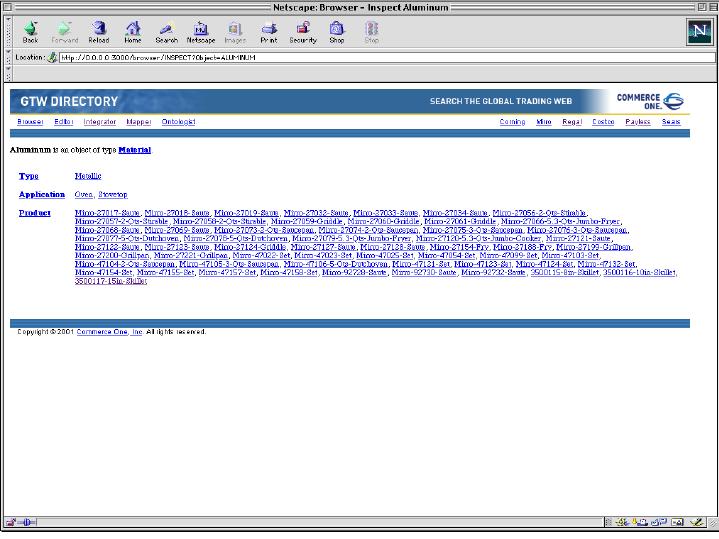 Netscape: Browser - Inspect Aluminum
Back Forward Reload Home Search Netscape Images Print Security Shop Stop
Location: http://0.0.0.0:3000/browser/INSPECT?Object=ALUMINUM
GTW DIRECTORY SEARCH THE GLOBAL TRADING WEB COMMERCE ONE.
Browser Editor Integrator Mapper Ontologist Corning Mirro Regal Costco Payless Sears
Aluminum is an object of type Material.
Type Metallic
Application Oven, Stovetop
Product Mirro-27017-Saute, Mirro-27018-Saute, Mirro-27019-Saute, Mirro-27032-Saute, Mirro-27033-Saute, Mirro-27034-Saute, Mirro-27056-2-Qts-Stirable,
Mirro-27057-2-Qts-Stirable, Mirro-27058-2-Qts-Stirable, Mirro-27059-Griddle, Mirro-27060-Griddle, Mirro-27061-Griddle, Mirro-27066-5.3-Qts-Jumbo-Fryer,
Mirro-27068-Saute, Mirro-27069-Saute, Mirro-27073-2-Qts-Saucepan, Mirro-27074-2-Qts-Saucepan, Mirro-27075-3-Qts-Saucepan, Mirro-27076-3-Qts-Saucepan,
Mirro-27077-5-Qts-Dutchoven, Mirro-27078-5-Qts-Dutchoven, Mirro-27079-5.3-Qts-Jumbo-Fryer, Mirro-27120-5.3-Qts-Jumbo-Cooker, Mirro-27121-Saute,
Mirro-27122-Saute, Mirro-27123-Saute, Mirro-27124-Griddle, Mirro-27127-Saute, Mirro-27128-Saute, Mirro-27154-Fry, Mirro-27188-Fry, Mirro-27199-Grillpan,
Mirro-27200-Grillpan, Mirro-27221-Grillpan, Mirro-47022-Set, Mirro-47023-Set, Mirro-47025-Set, Mirro-47054-Set, Mirro-47099-Set, Mirro-47103-Set,
Mirro-47104-2-Qts-Saucepan, Mirro-47105-3-Qts-Saucepan, Mirro-47106-5-Qts-Dutchoven, Mirro-47121-Set, Mirro-47123-Set, Mirro-47124-Set, Mirro-47132-Set,
Mirro-47154-Set, Mirro-47155-Set, Mirro-47157-Set, Mirro-47158-Set, Mirro-92728-Saute, Mirro-92730-Saute, Mirro-92732-Saute, 3500115-8in-Skillet, 3500116-10in-Skillet,
3500117-15in-Skillet
Copyright © 2001 Commerce One, Inc. All rights reserved.